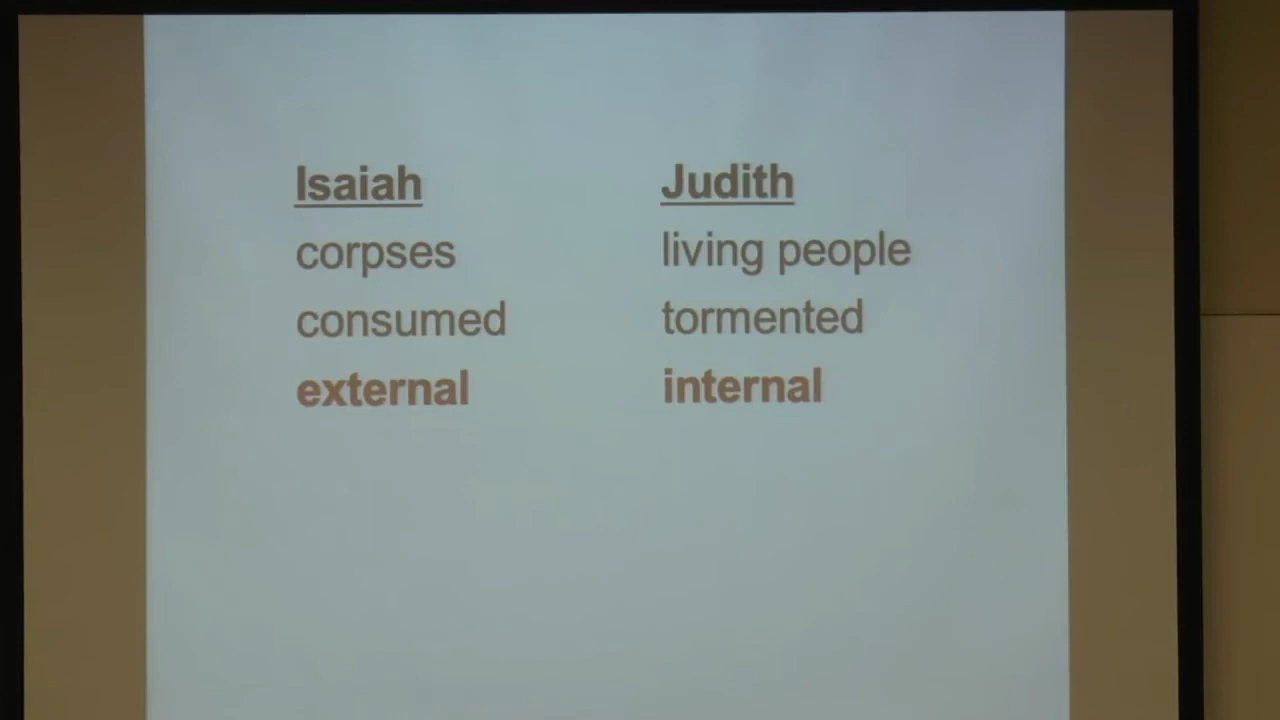 Isaiah Judith
corpses living people
consumed tormented
external internal